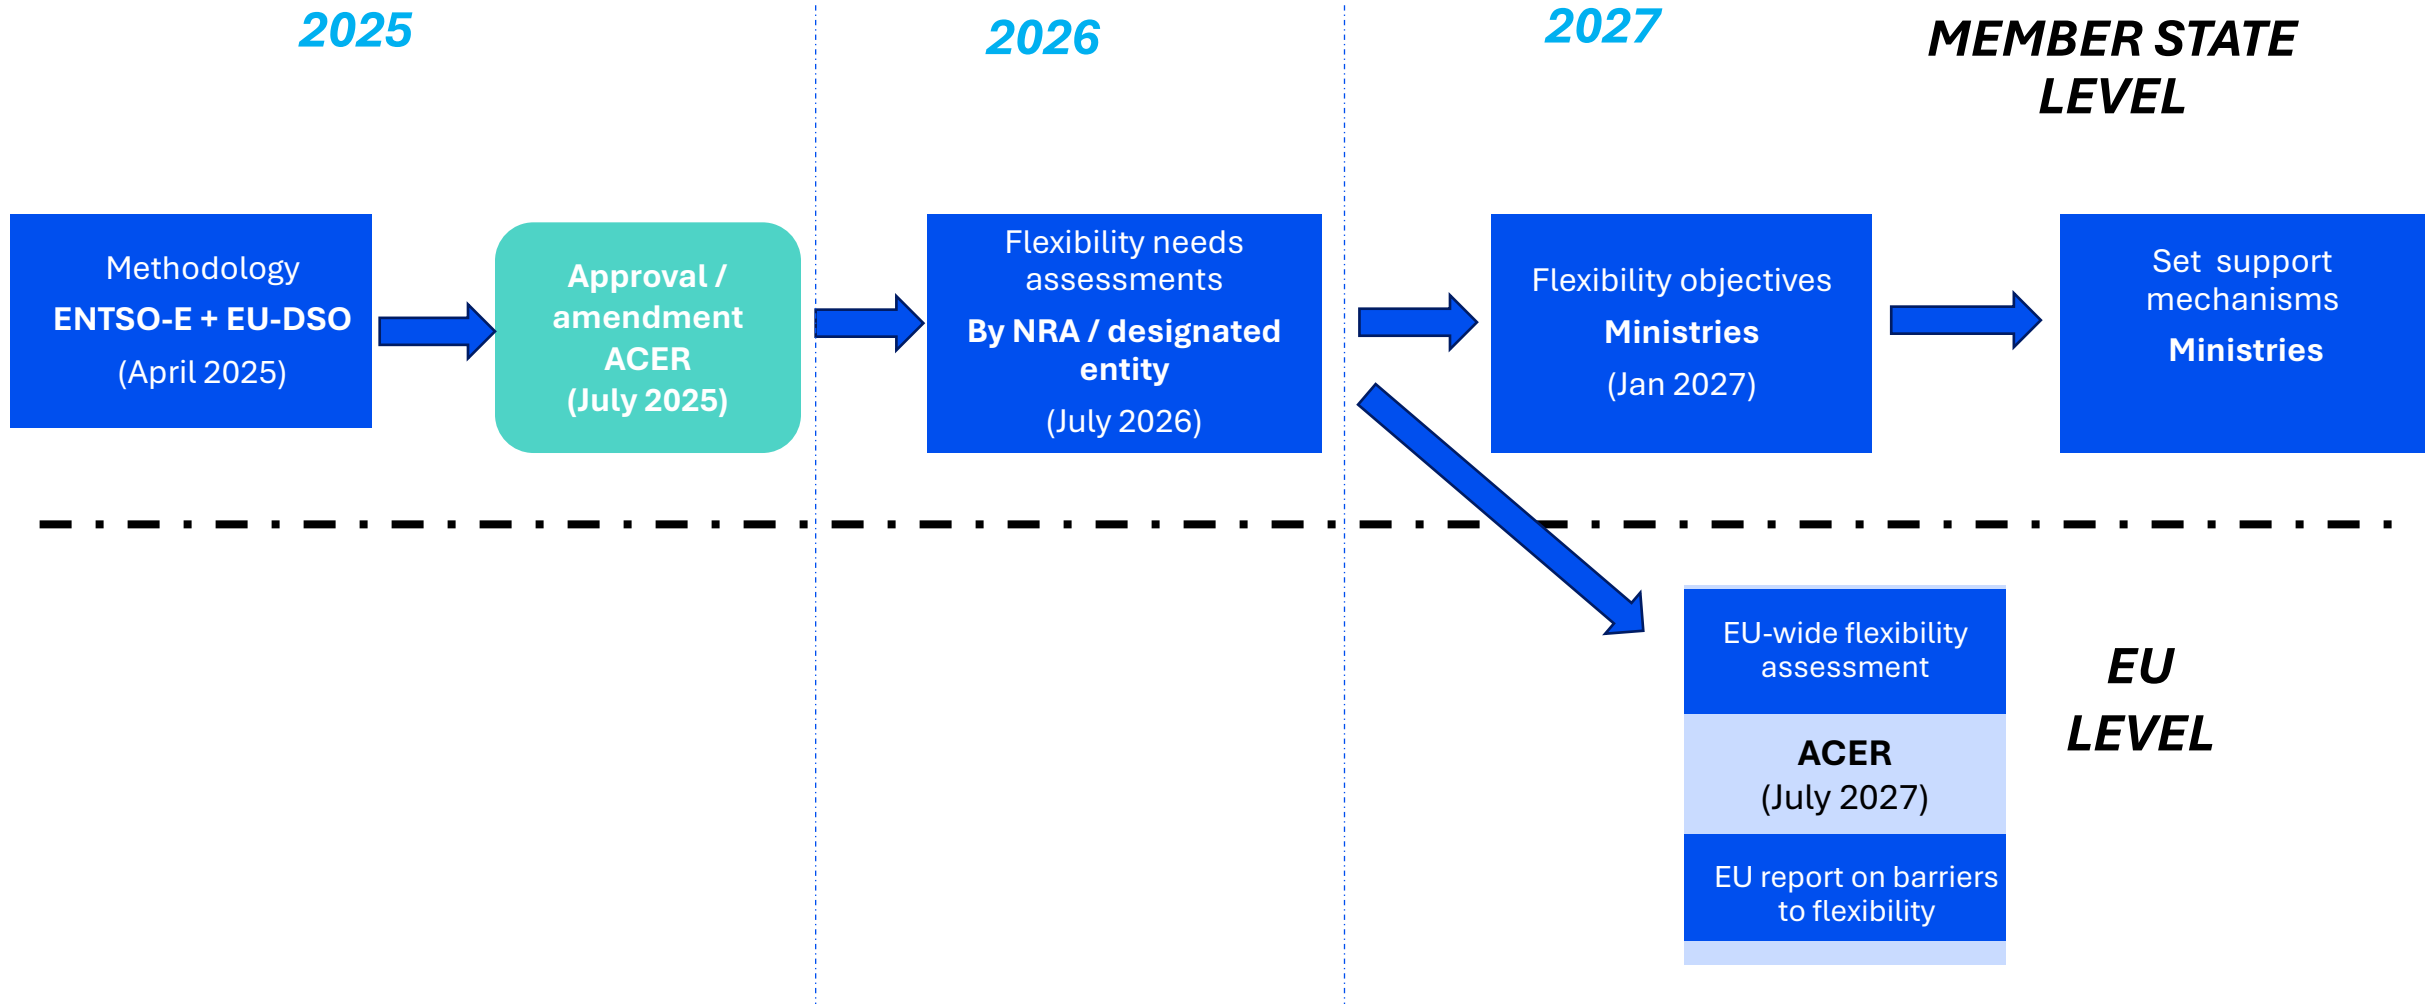 2025
2026
2027
MEMBER STATE
LEVEL
Methodology
ENTSO-E + EU-DSO
(April 2025)
Approval /
amendment
ACER
(July 2025)
Flexibility needs
assessments
By NRA / designated
entity
(July 2026)
Flexibility objectives
Ministries
(Jan 2027)
Set support
mechanisms
Ministries
EU-wide flexibility
assessment
ACER
(July 2027)
EU report on barriers
to flexibility
EU
LEVEL